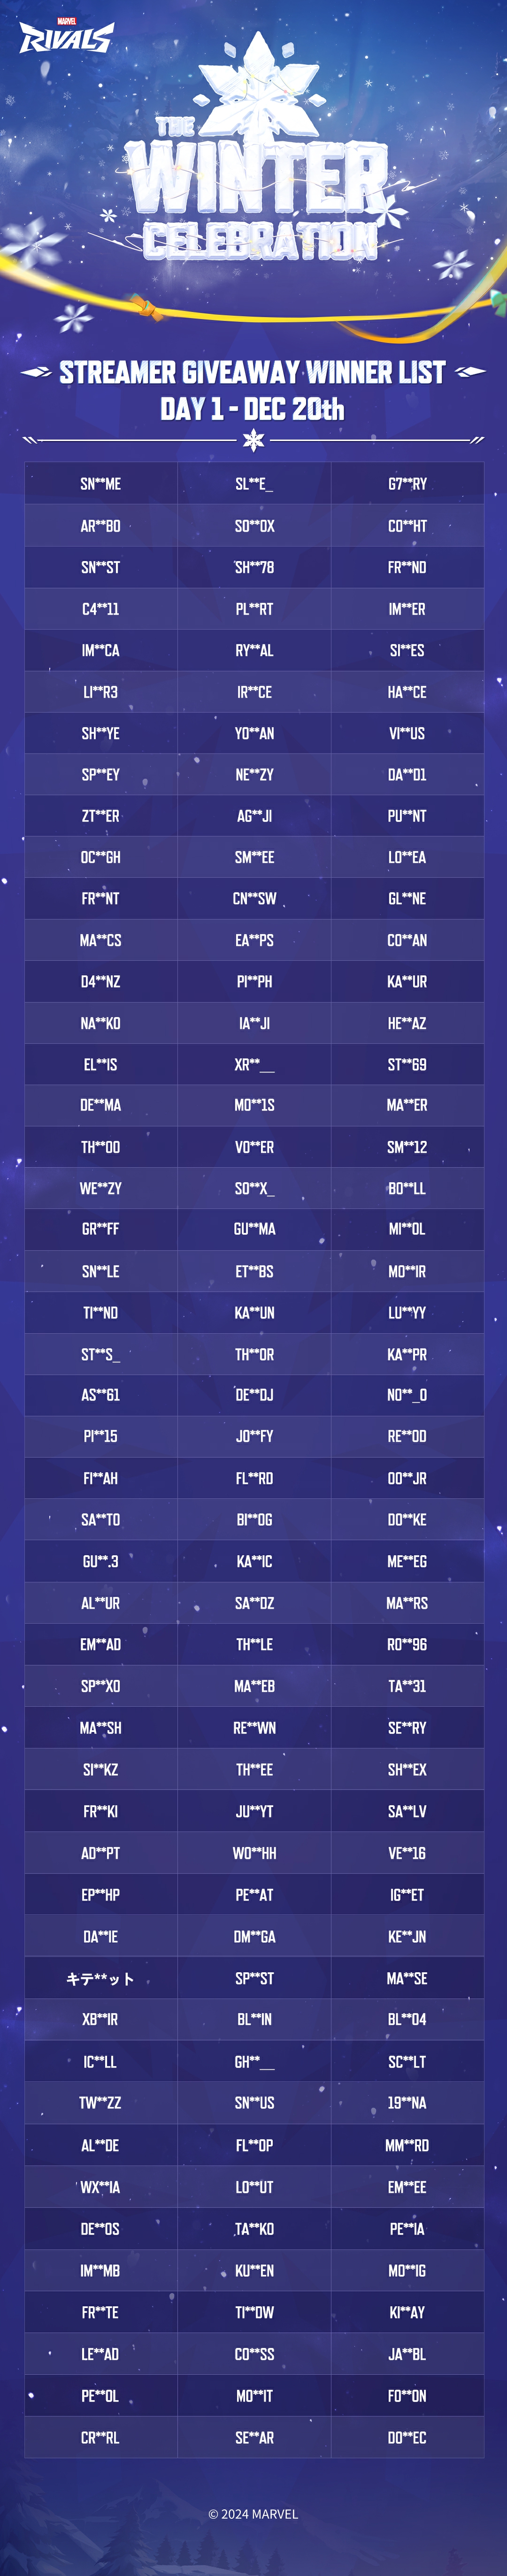 MARVEL
RIVALS
THE
WINTER
CELEBRATION
STREAMER GIVEAWAY WINNER LIST
DAY 1 - DEC 20th
SN**ME SL**E_ G7**RY
AR**BO SO**OX CO**HT
SN**ST SH**78 FR**ND
C4**11 PL**RT IM**ER
IM**CA RY**AL SI**ES
LI**R3 IR**CE HA**CE
SH**YE YO**AN VI**US
SP**EY NE**ZY DA**D1
ZT**ER AG**JI PU**NT
OC**GH SM**EE LO**EA
FR**NT CN**SW GL**NE
MA**CS EA**PS CO**AN
D4**NZ PI**PH KA**UR
NA**KO IA**JI HE**AZ
EL**IS XR**__ ST**69
DE**MA MO**1S MA**ER
TH**OO VO**ER SM**12
WE**ZY SO**X_ BO**LL
GR**FF GU**MA MI**OL
SN**LE ET**BS MO**IR
TI**ND KA**UN LU**YY
ST**S_ TH**OR KA**PR
AS**61 DE**DJ NO**_O
PI**15 JO**FY RE**OD
FI**AH FL**RD OO**JR
SA**TO BI**OG DO**KE
GU**.3 KA**IC ME**EG
AL**UR SA**DZ MA**RS
EM**AD TH**LE RO**96
SP**XO MA**EB TA**31
MA**SH RE**WN SE**RY
SI**KZ TH**EE SH**EX
FR**KI JU**YT SA**LV
AD**PT WO**HH VE**16
EP**HP PE**AT IG**ET
DA**IE DM**GA KE**JN
キテ**ット SP**ST MA**SE
XB**IR BL**IN BL**04
IC**LL GH**__ SC**LT
TW**ZZ SN**US 19**NA
AL**DE FL**OP MM**RD
WX**IA LO**UT EM**EE
DE**OS TA**KO PE**IA
IM**MB KU**EN MO**IG
FR**TE TI**OW KI**AY
LE**AD CO**SS JA**BL
PE**OL MO**IT FO**ON
CR**RL SE**AR DO**EC
© 2024 MARVEL